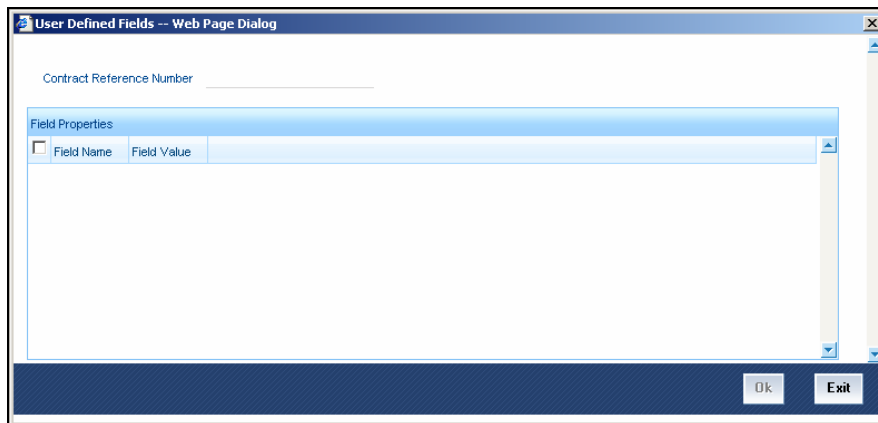 User Defined Fields -- Web Page Dialog
Contract Reference Number
Field Properties
Field Name Field Value
Ok Exit